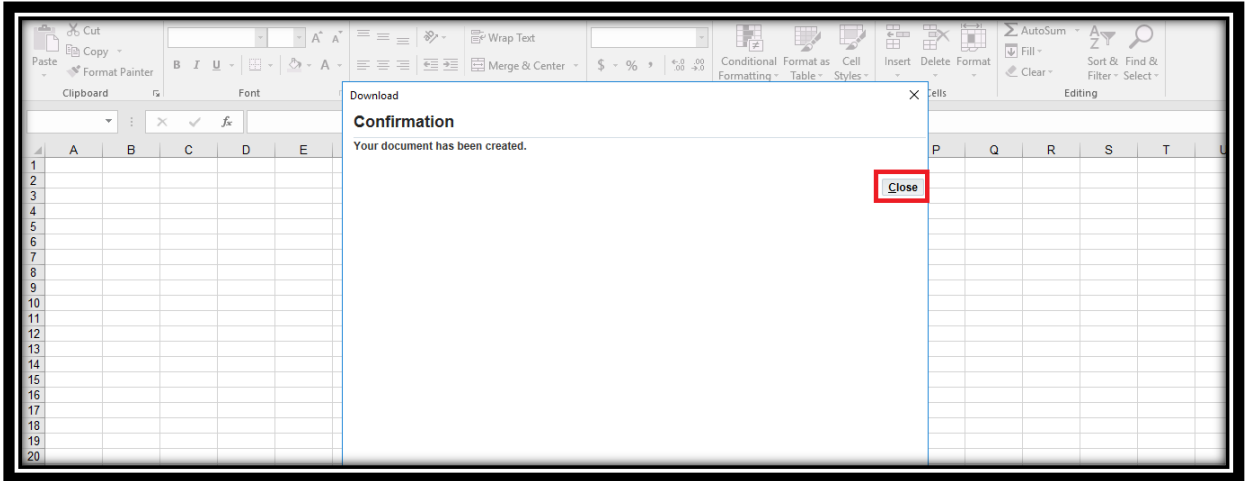 Cut
Copy
Paste
Format Painter
Clipboard
B I U
A A
A
Font
Wrap Text
Merge & Center
$ % ,
Conditional Formatting
Format as Table
Cell Styles
Insert Delete Format
Cells
AutoSum
Fill
Clear
Sort & Filter
Find & Select
Editing
fx
Download
Confirmation
Your document has been created.
Close
A B C D E P Q R S T U
1
2
3
4
5
6
7
8
9
10
11
12
13
14
15
16
17
18
19
20